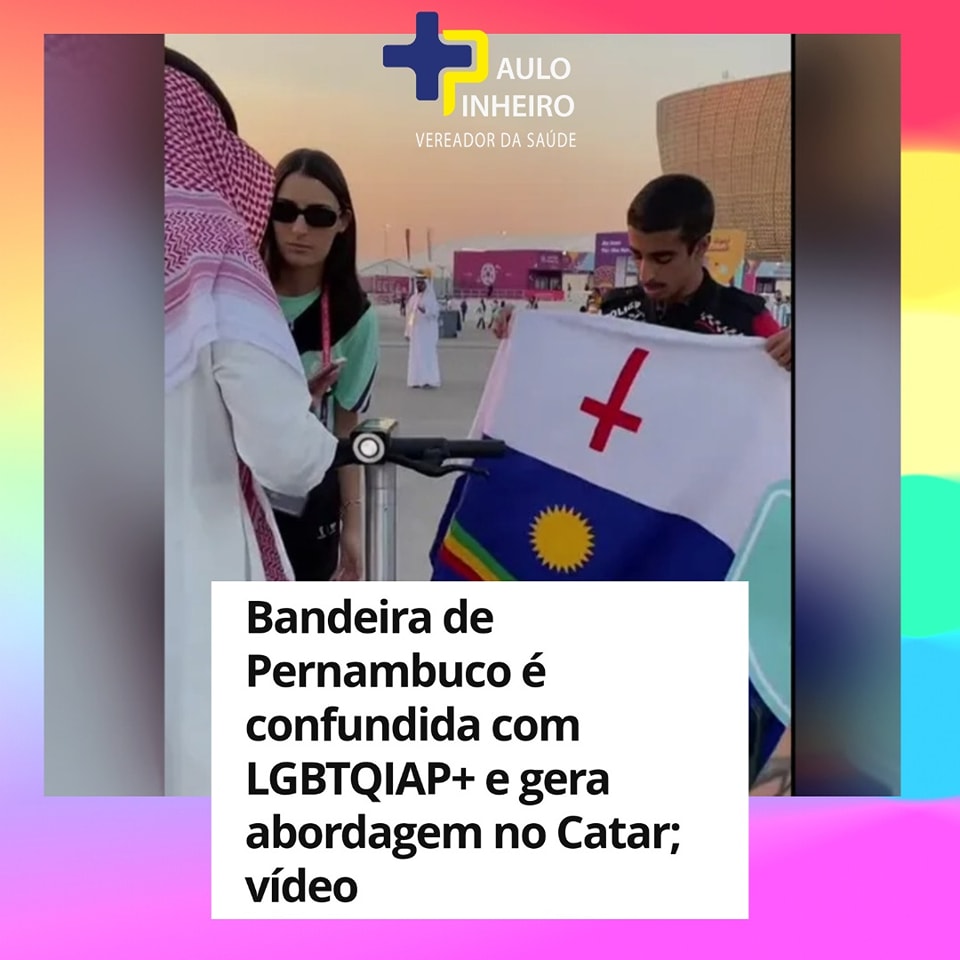 PAULO
PINHEIRO
VEREADOR DA SAÚDE
Bandeira de
Pernambuco é
confundida com
LGBTQIAP+ e gera
abordagem no Catar;
vídeo